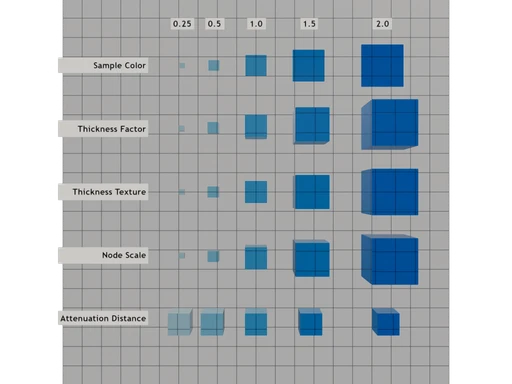 0.25 0.5 1.0 1.5 2.0
Sample Color
Thickness Factor
Thickness Texture
Node Scale
Attenuation Distance